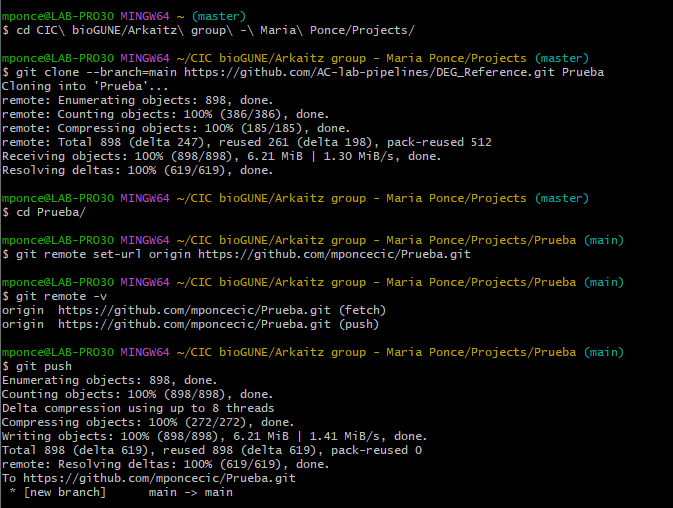 mponce@LAB-PRO30 MINGW64 ~ (master)
$ cd CIC\ bioGUNE/Arkaitz\ group\ -\ Maria\ Ponce/Projects/
mponce@LAB-PRO30 MINGW64 ~/CIC bioGUNE/Arkaitz group - Maria Ponce/Projects (master)
$ git clone --branch=main https://github.com/AC-lab-pipelines/DEG_Reference.git Prueba
Cloning into 'Prueba'...
remote: Enumerating objects: 898, done.
remote: Counting objects: 100% (386/386), done.
remote: Compressing objects: 100% (185/185), done.
remote: Total 898 (delta 247), reused 261 (delta 198), pack-reused 512
Receiving objects: 100% (898/898), 6.21 MiB | 1.30 MiB/s, done.
Resolving deltas: 100% (619/619), done.
mponce@LAB-PRO30 MINGW64 ~/CIC bioGUNE/Arkaitz group - Maria Ponce/Projects (master)
$ cd Prueba/
mponce@LAB-PRO30 MINGW64 ~/CIC bioGUNE/Arkaitz group - Maria Ponce/Projects/Prueba (main)
$ git remote set-url origin https://github.com/mponcecic/Prueba.git
mponce@LAB-PRO30 MINGW64 ~/CIC bioGUNE/Arkaitz group - Maria Ponce/Projects/Prueba (main)
$ git remote -v
origin  https://github.com/mponcecic/Prueba.git (fetch)
origin  https://github.com/mponcecic/Prueba.git (push)
mponce@LAB-PRO30 MINGW64 ~/CIC bioGUNE/Arkaitz group - Maria Ponce/Projects/Prueba (main)
$ git push
Enumerating objects: 898, done.
Counting objects: 100% (898/898), done.
Delta compression using up to 8 threads
Compressing objects: 100% (272/272), done.
Writing objects: 100% (898/898), 6.21 MiB | 1.41 MiB/s, done.
Total 898 (delta 619), reused 898 (delta 619), pack-reused 0
remote: Resolving deltas: 100% (619/619), done.
To https://github.com/mponcecic/Prueba.git
 * [new branch]      main -> main